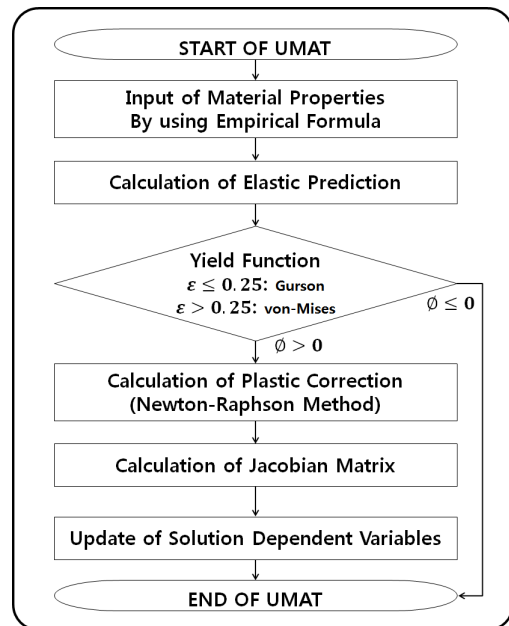 START OF UMAT
Input of Material Properties
By using Empirical Formula
Calculation of Elastic Prediction
Yield Function
ε ≤ 0.25: Gurson
ε > 0.25: von-Mises
∅ ≤ 0
∅ > 0
Calculation of Plastic Correction
(Newton-Raphson Method)
Calculation of Jacobian Matrix
Update of Solution Dependent Variables
END OF UMAT